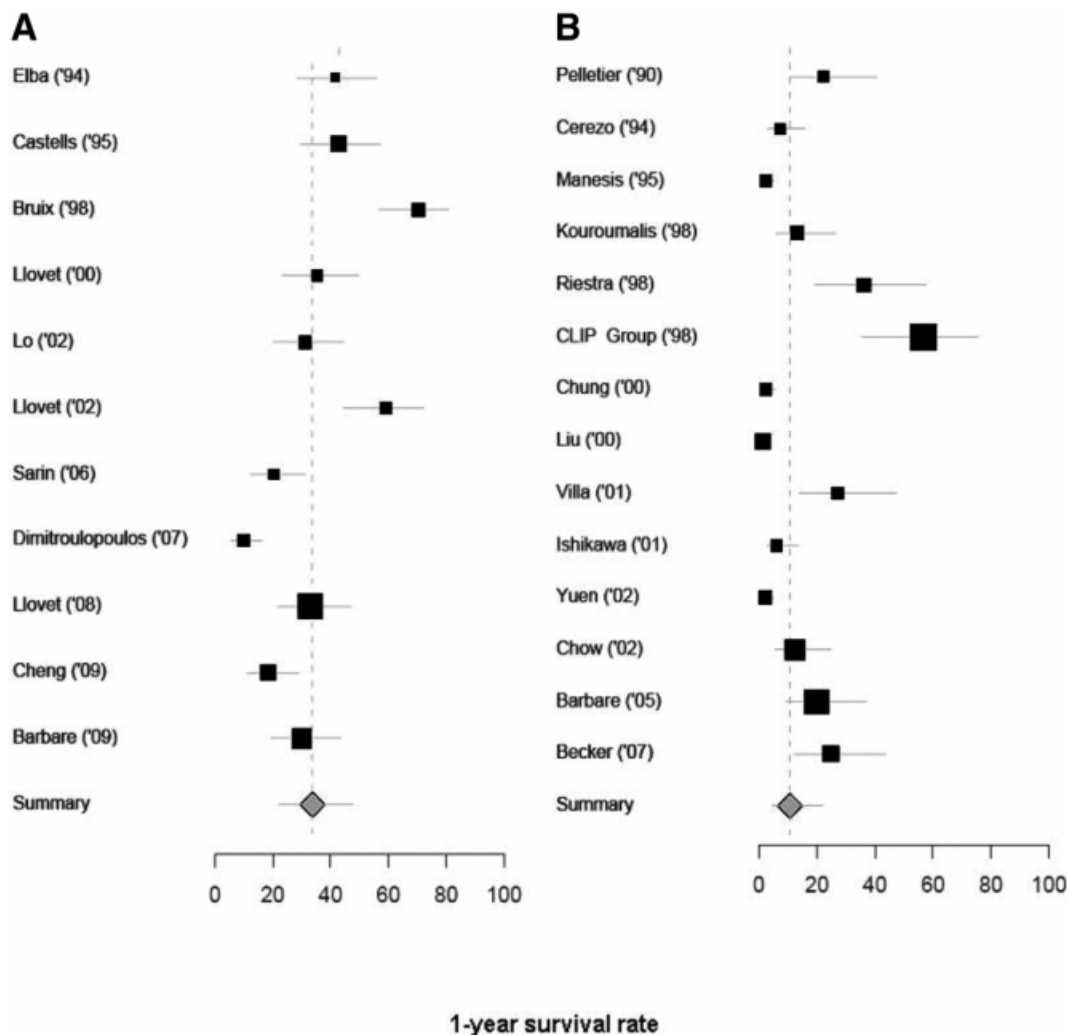 A
Elba ('94)
Castells ('95)
Bruix ('98)
Llovet ('00)
Lo ('02)
Llovet ('02)
Sarin ('06)
Dimitroulopoulos ('07)
Llovet ('08)
Cheng ('09)
Barbare ('09)
Summary
0 20 40 60 80 100
B
Pelletier ('90)
Cerezo ('94)
Manesis ('95)
Kouroumalis ('98)
Riestra ('98)
CLIP Group ('98)
Chung ('00)
Liu ('00)
Villa ('01)
Ishikawa ('01)
Yuen ('02)
Chow ('02)
Barbare ('05)
Becker ('07)
Summary
0 20 40 60 80 100
1-year survival rate